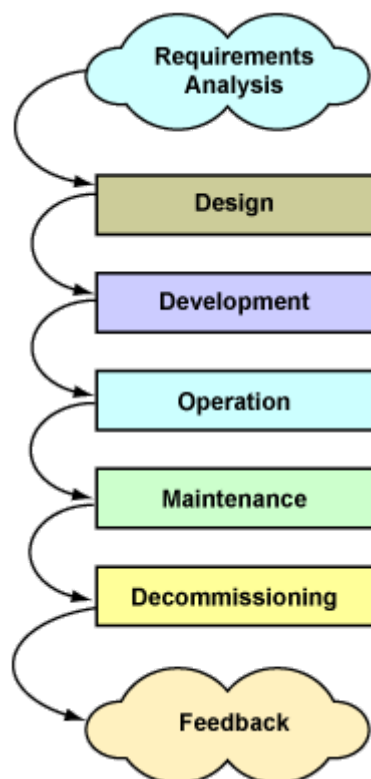 Requirements
Analysis
Design
Development
Operation
Maintenance
Decommissioning
Feedback